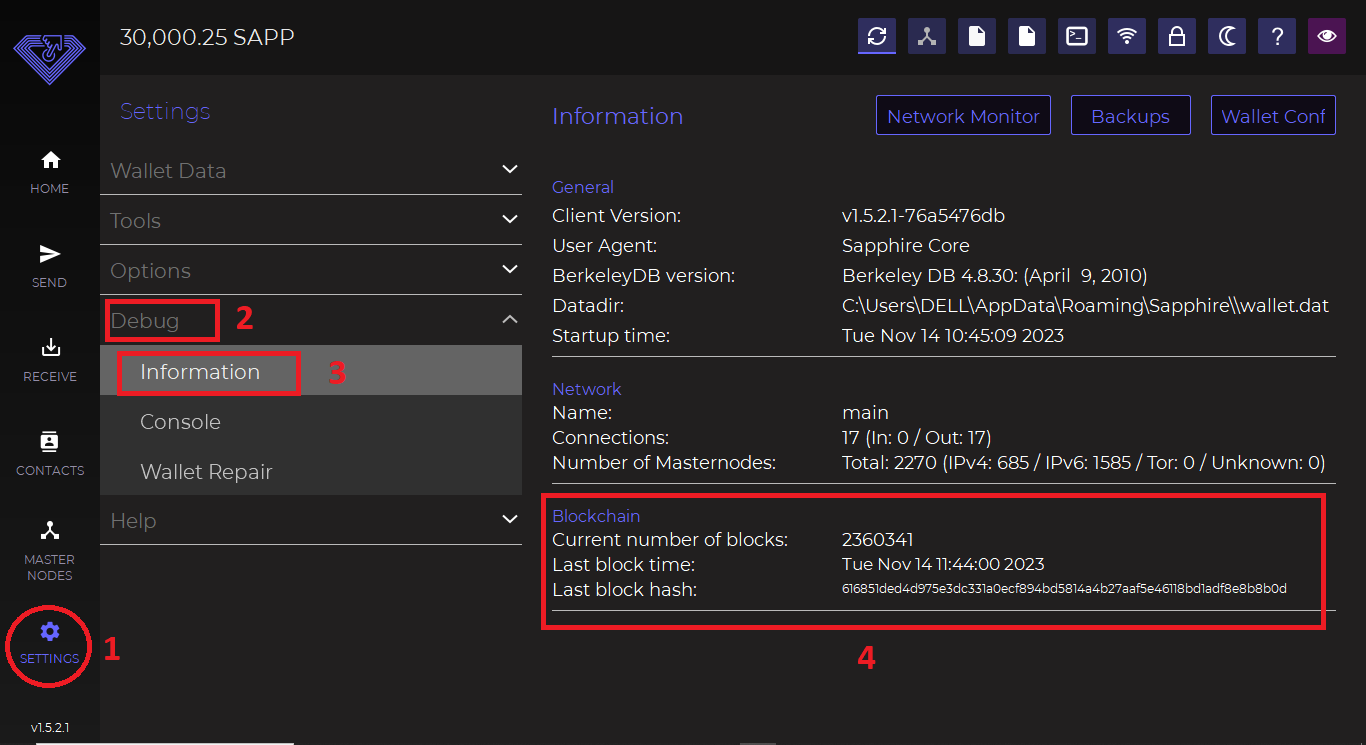 30,000.25 SAPP
HOME
SEND
RECEIVE
CONTACTS
MASTER
NODES
SETTINGS
1
v1.5.2.1
Settings
Wallet Data
Tools
Options
Debug
2
Information
3
Console
Wallet Repair
Help
Information
Network Monitor
Backups
Wallet Conf
General
Client Version: v1.5.2.1-76a5476db
User Agent: Sapphire Core
BerkeleyDB version: Berkeley DB 4.8.30: (April 9, 2010)
Datadir: C:\Users\DELL\AppData\Roaming\Sapphire\\wallet.dat
Startup time: Tue Nov 14 10:45:09 2023
Network
Name: main
Connections: 17 (In: 0 / Out: 17)
Number of Masternodes: Total: 2270 (IPv4: 685 / IPv6: 1585 / Tor: 0 / Unknown: 0)
Blockchain
Current number of blocks: 2360341
Last block time: Tue Nov 14 11:44:00 2023
Last block hash: 616851ded4d975e3dc331a0ecf894bd5814a4b27aaf5e46118bd1adf8e8b8b0d
4